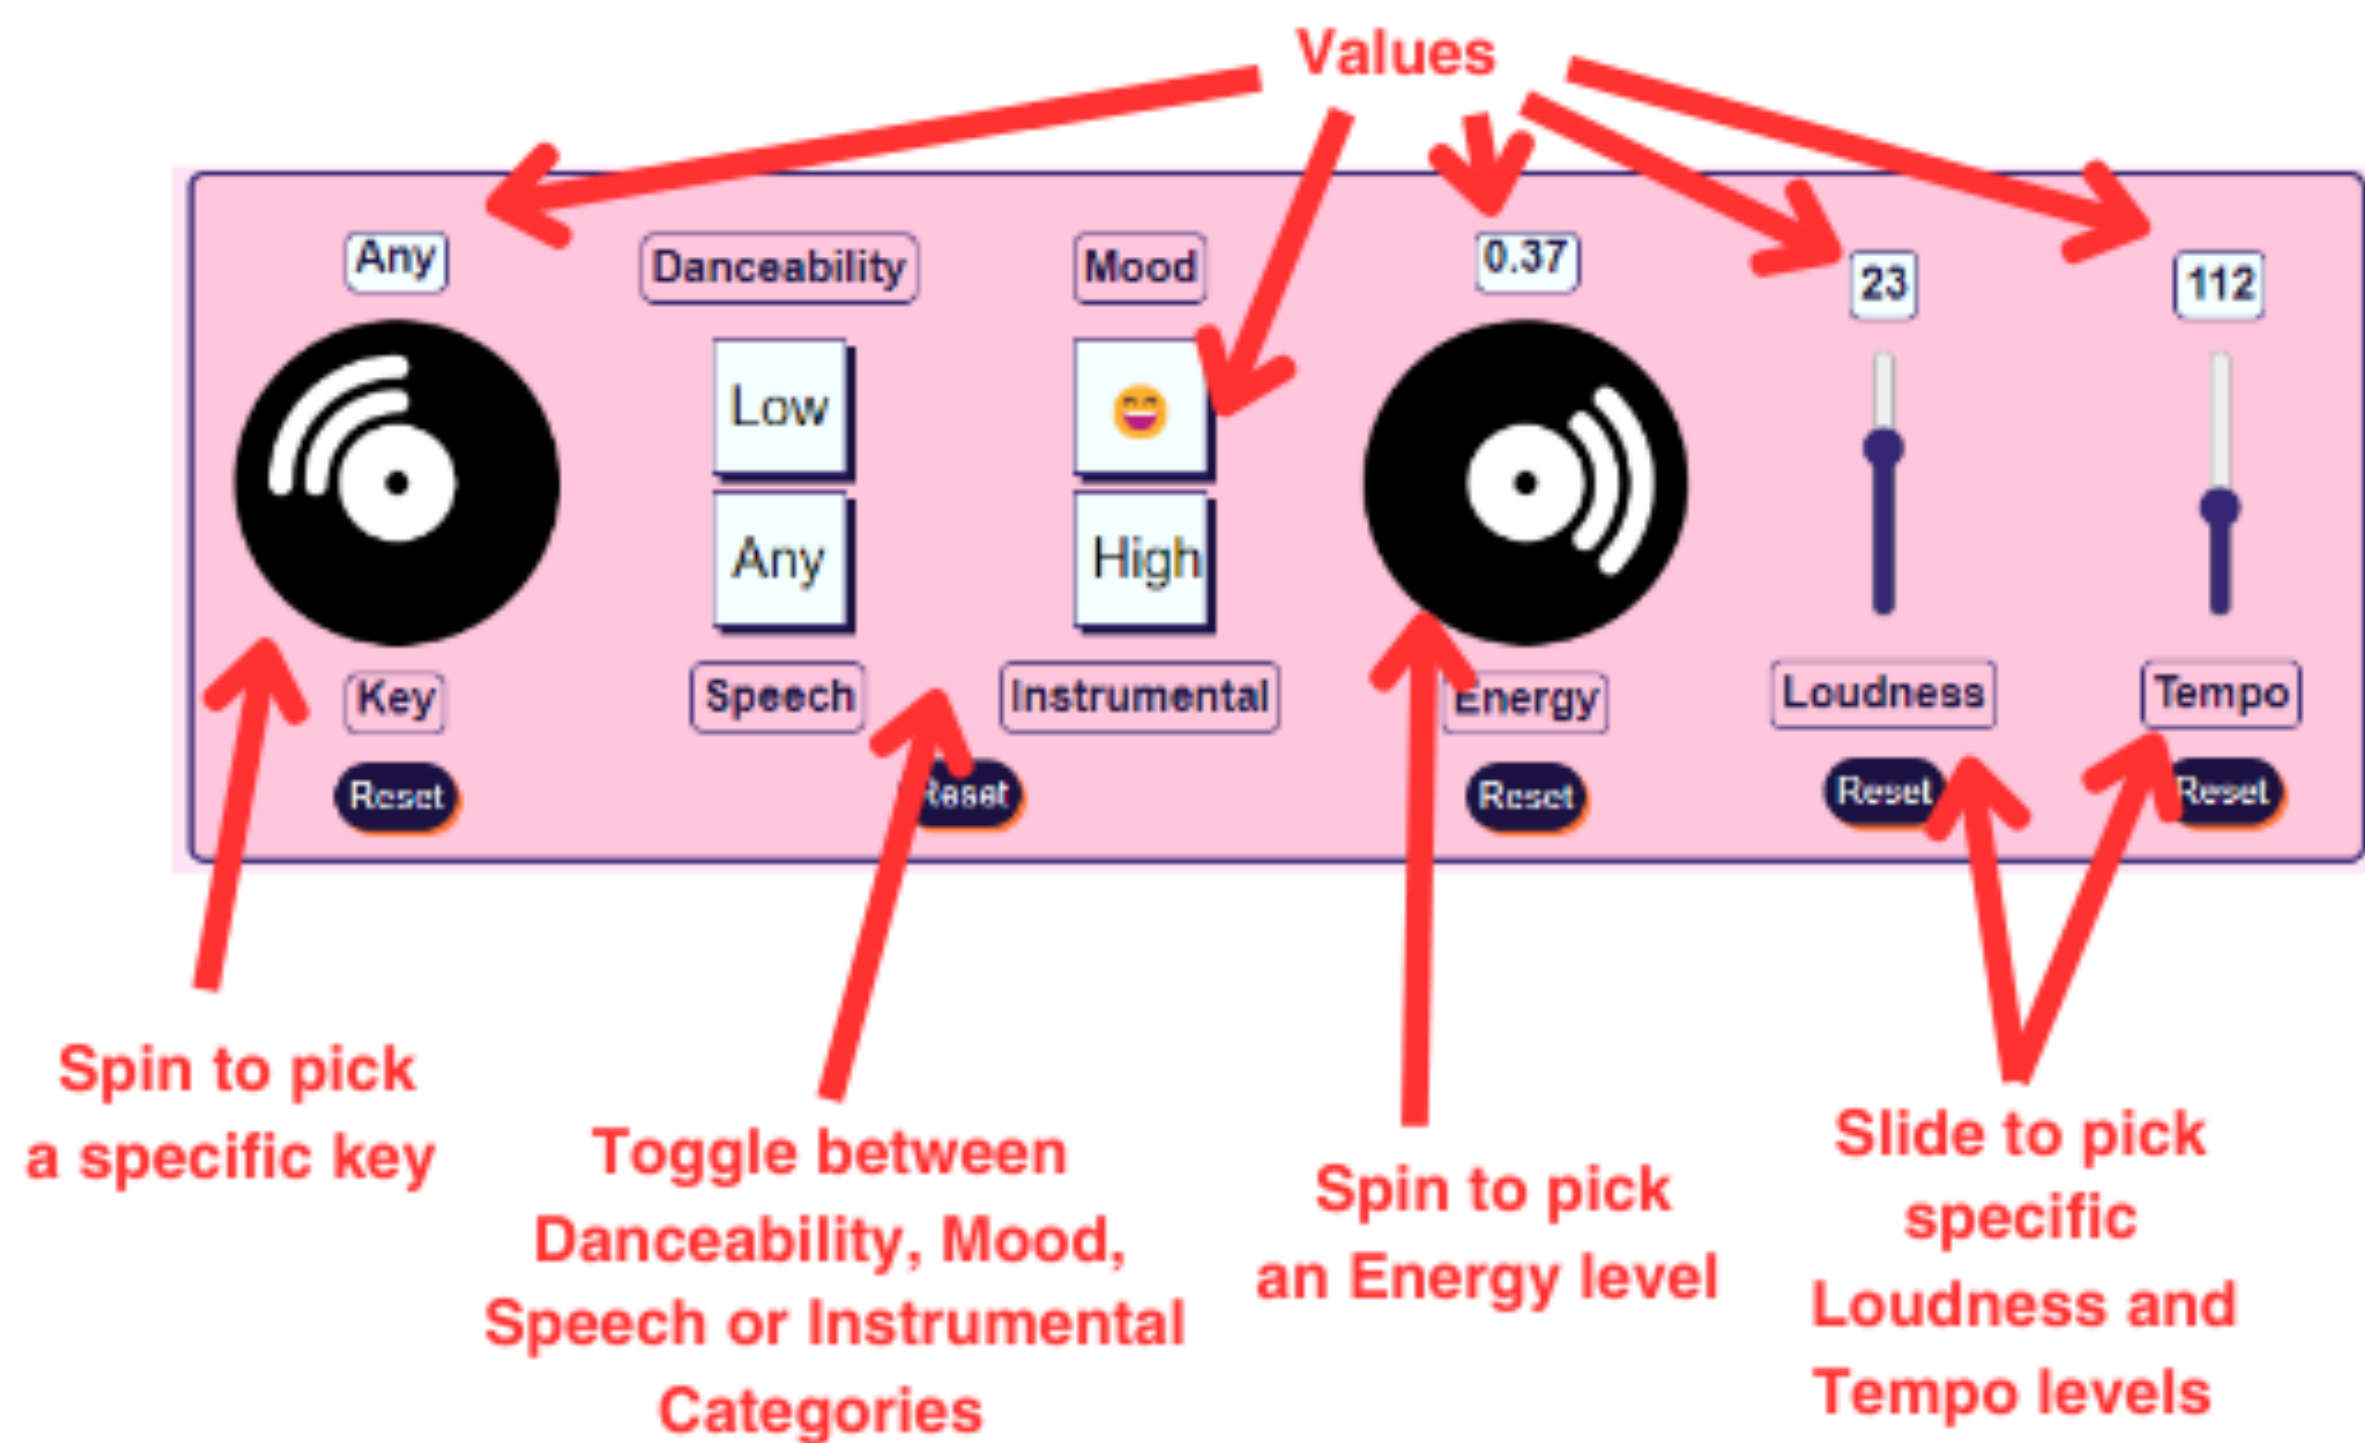 Values
Any
Danceability
Mood
0.37
23
112
Low
Any
High
Key
Speech
Instrumental
Energy
Loudness
Tempo
Reset
Reset
Reset
Reset
Reset
Spin to pick
a specific key
Toggle between
Danceability, Mood,
Speech or Instrumental
Categories
Spin to pick
an Energy level
Slide to pick
specific
Loudness and
Tempo levels